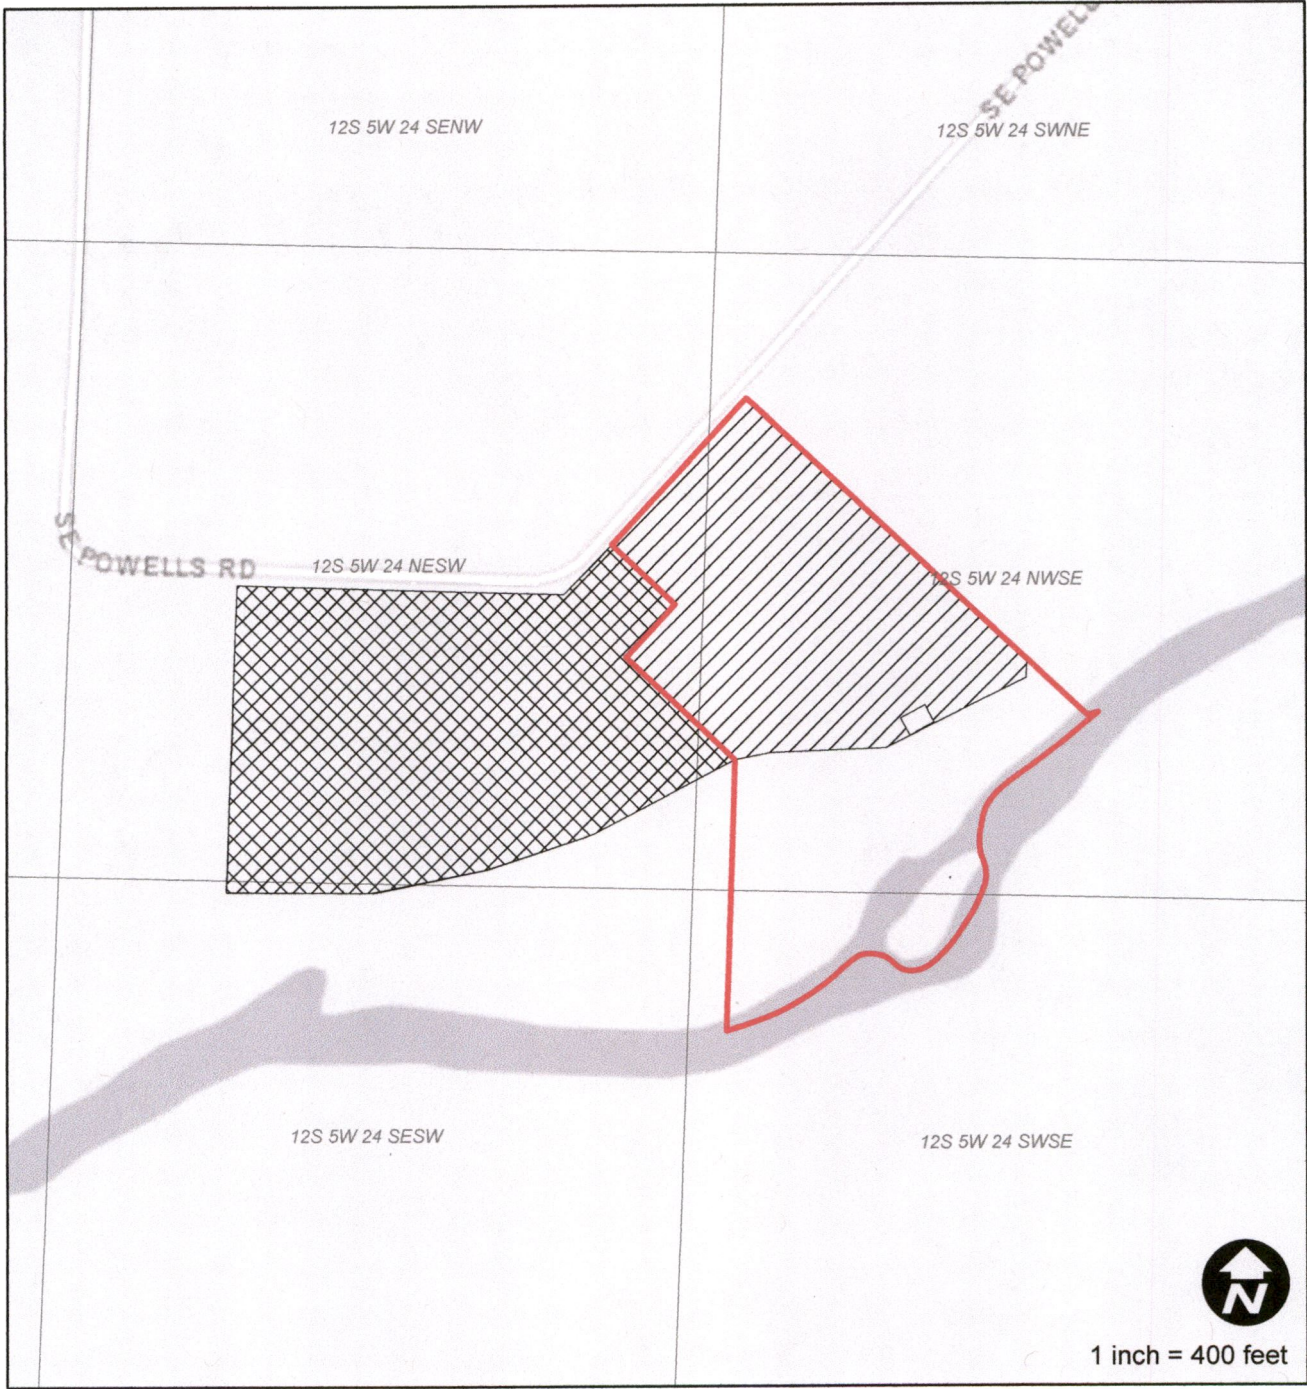 SE POWELL
12S 5W 24 SENW
12S 5W 24 SWNE
SE POWELLS RD
12S 5W 24 NESW
12S 5W 24 NWSE
12S 5W 24 SESW
12S 5W 24 SWSE
N
1 inch = 400 feet